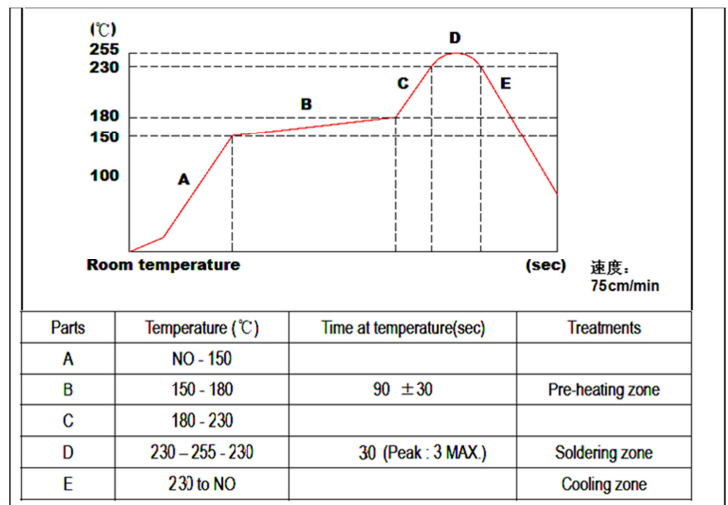 (℃)
255
230
180
150
100
A
B
C
D
E
Room temperature
(sec)
速度：
75cm/min
Parts Temperature (℃) Time at temperature(sec) Treatments
A NO - 150
B 150 - 180 90 ±30 Pre-heating zone
C 180 - 230
D 230 – 255 - 230 30 (Peak : 3 MAX.) Soldering zone
E 230 to NO Cooling zone